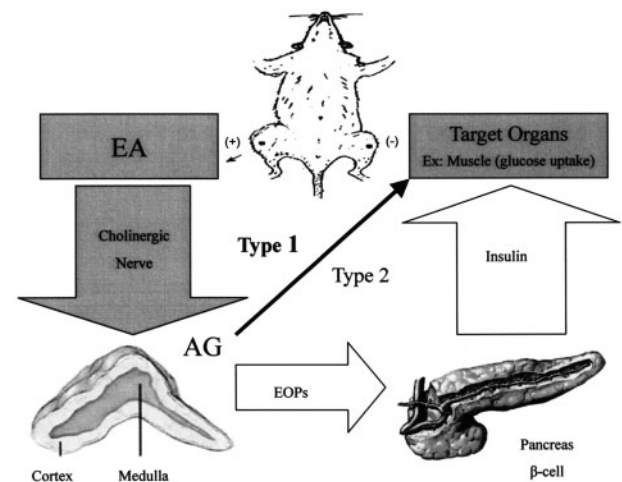 EA
(+)
(-)
Target Organs
Ex: Muscle (glucose uptake)
Cholinergic
Nerve
Type 1
Type 2
Insulin
AG
EOPs
Cortex
Medulla
Pancreas
β-cell